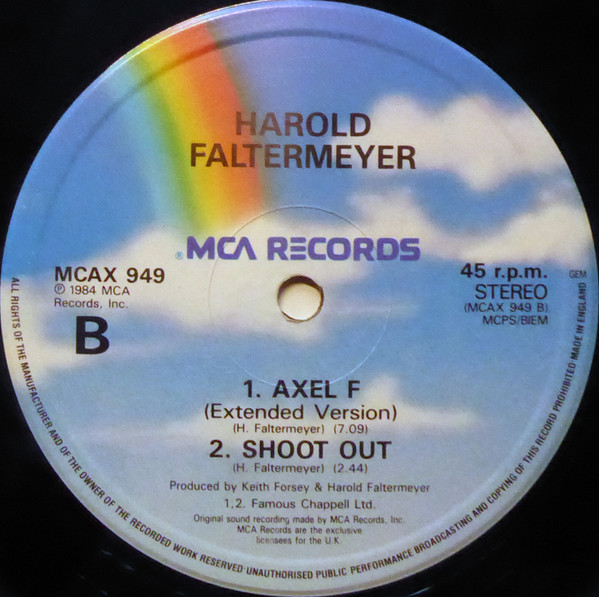 HAROLD
FALTERMEYER
® MCA RECORDS
MCAX 949
℗ 1984 MCA
Records, Inc.
B
45 r.p.m.
STEREO
(MCAX 949 B)
MCPS/BIEM
GEM
1. AXEL F
(Extended Version)
(H. Faltermeyer) (7.09)
2. SHOOT OUT
(H. Faltermeyer) (2.44)
Produced by Keith Forsey & Harold Faltermeyer
1,2. Famous Chappell Ltd.
Original sound recording made by MCA Records, Inc.
MCA Records are the exclusive
licensees for the U.K.
ALL RIGHTS OF THE MANUFACTURER AND OF THE OWNER OF THE RECORDED WORK RESERVED·UNAUTHORISED PUBLIC PERFORMANCE BROADCASTING AND COPYING OF THIS RECORD PROHIBITED MADE IN ENGLAND